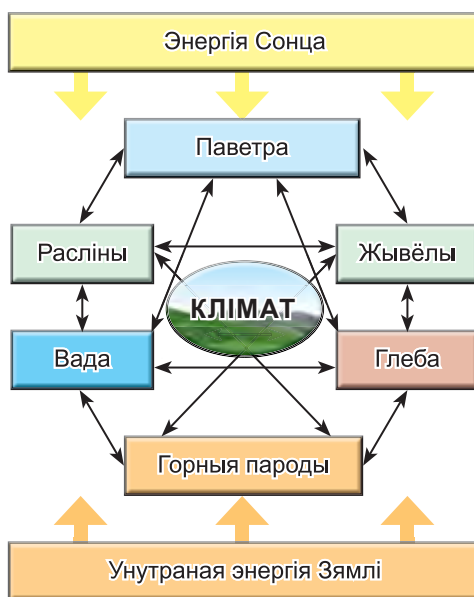 Энергія Сонца
Паветра
Расліны
Жывёлы
КЛІМАТ
Вада
Глеба
Горныя пароды
Унутраная энергія Зямлі